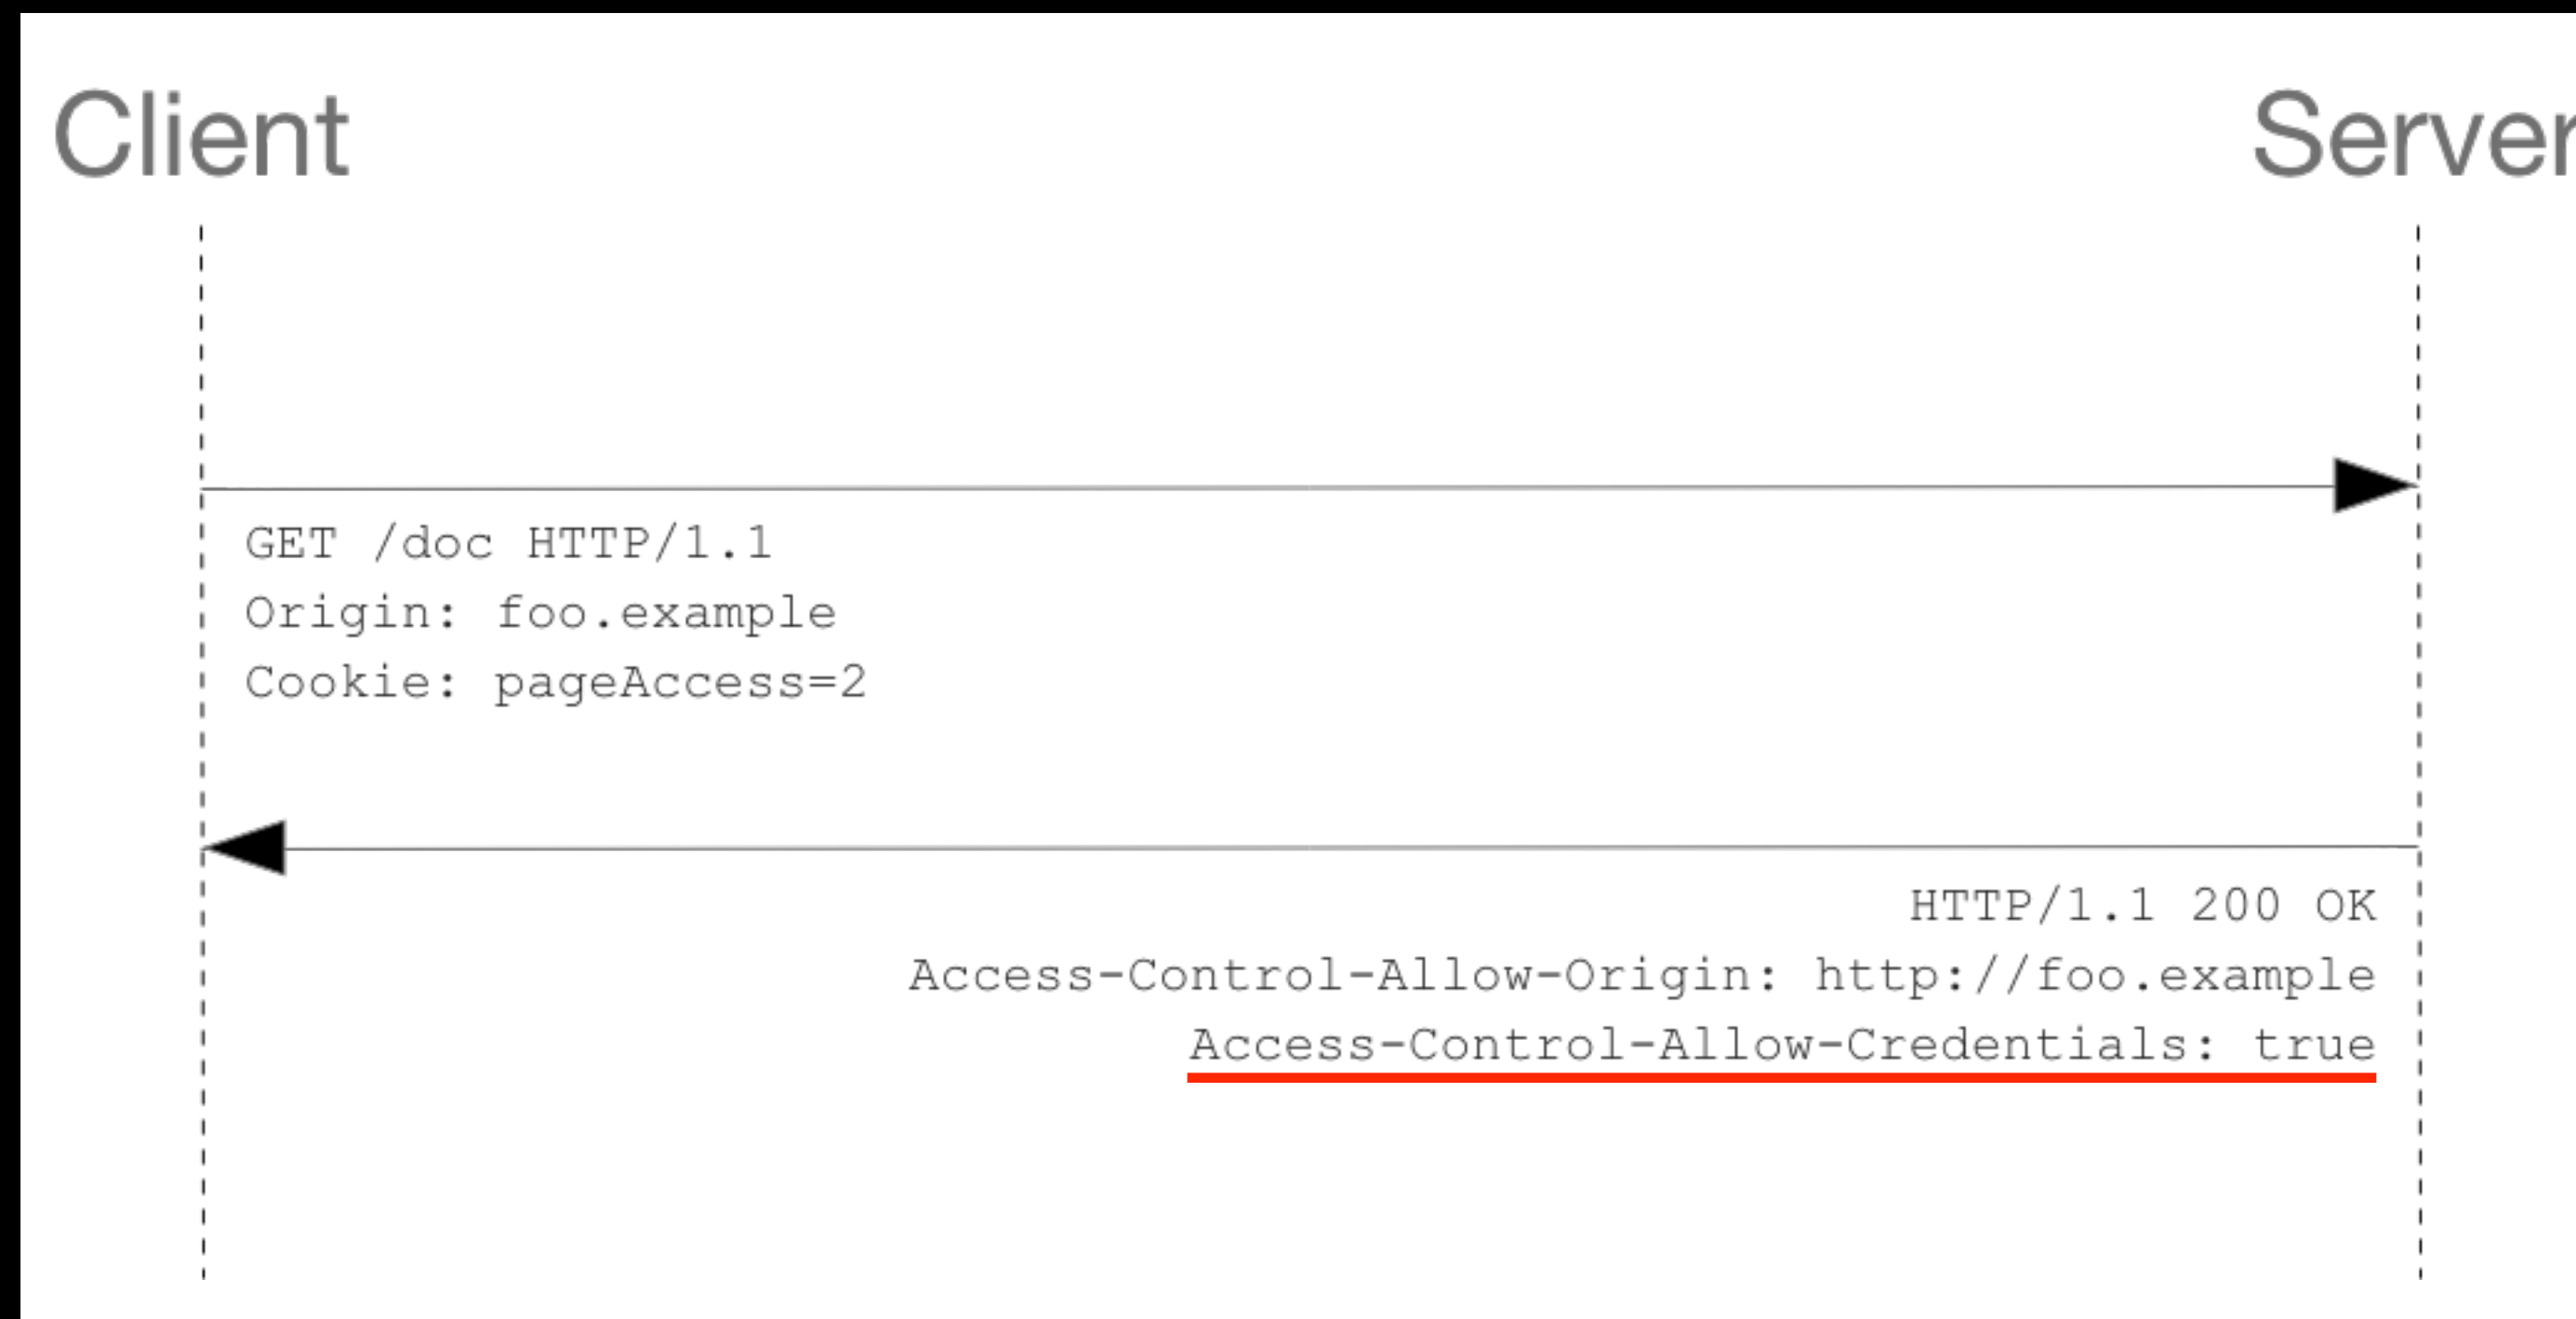 Client
Server
GET /doc HTTP/1.1
Origin: foo.example
Cookie: pageAccess=2
HTTP/1.1 200 OK
Access-Control-Allow-Origin: http://foo.example
Access-Control-Allow-Credentials: true